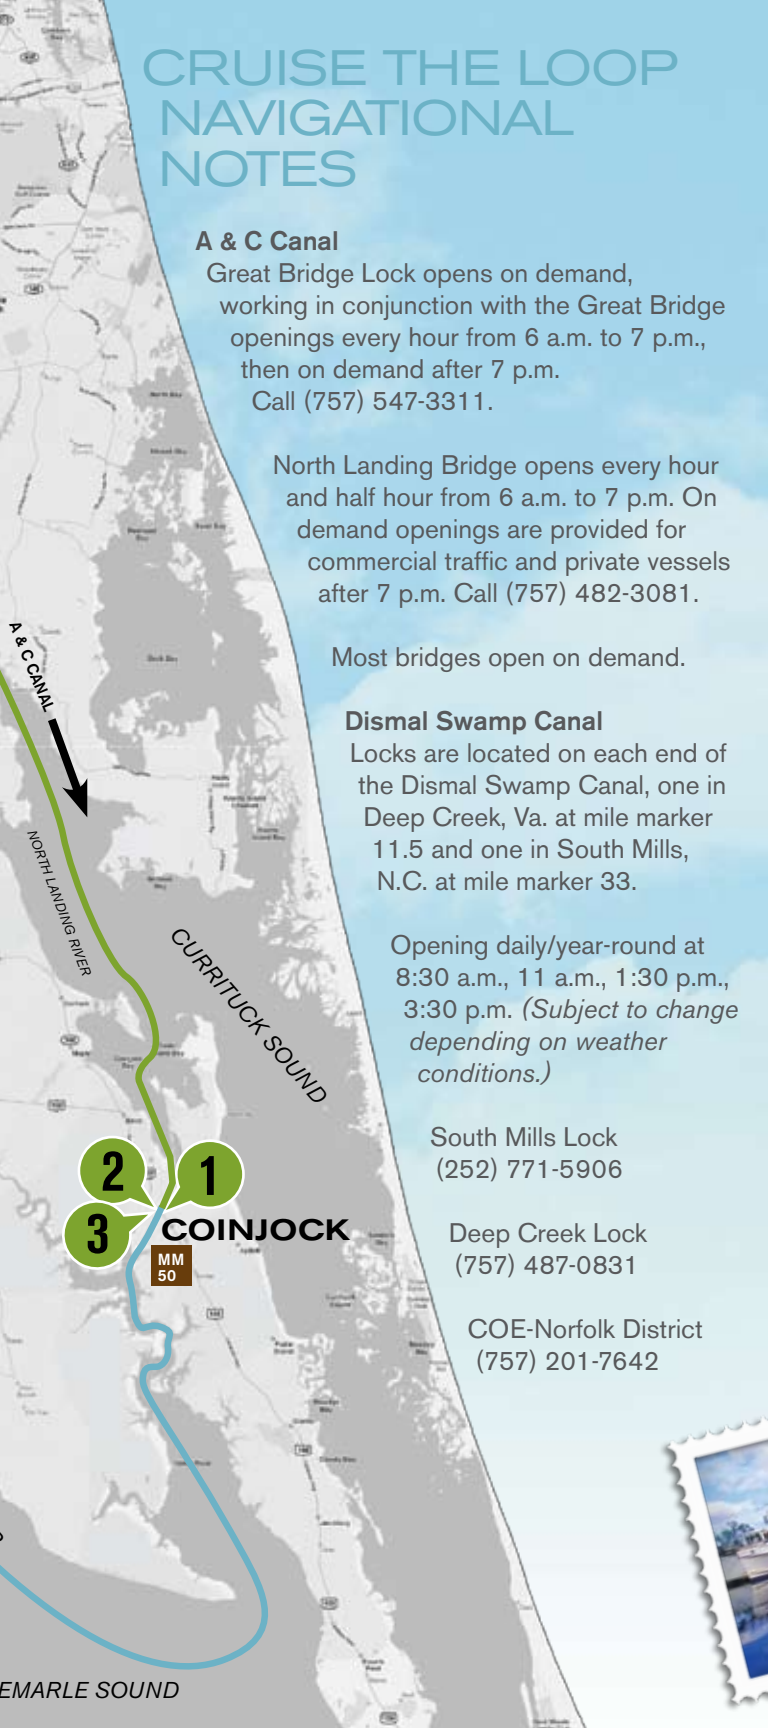 CRUISE THE LOOP
NAVIGATIONAL
NOTES
A & C Canal
Great Bridge Lock opens on demand,
working in conjunction with the Great Bridge
openings every hour from 6 a.m. to 7 p.m.,
then on demand after 7 p.m.
Call (757) 547-3311.
North Landing Bridge opens every hour
and half hour from 6 a.m. to 7 p.m. On
demand openings are provided for
commercial traffic and private vessels
after 7 p.m. Call (757) 482-3081.
Most bridges open on demand.
Dismal Swamp Canal
Locks are located on each end of
the Dismal Swamp Canal, one in
Deep Creek, Va. at mile marker
11.5 and one in South Mills,
N.C. at mile marker 33.
Opening daily/year-round at
8:30 a.m., 11 a.m., 1:30 p.m.,
3:30 p.m. (Subject to change
depending on weather
conditions.)
South Mills Lock
(252) 771-5906
Deep Creek Lock
(757) 487-0831
COE-Norfolk District
(757) 201-7642
A & C CANAL
NORTH LANDING RIVER
CURRITUCK SOUND
2
1
3
COINJOCK
MM
50
EMARLE SOUND